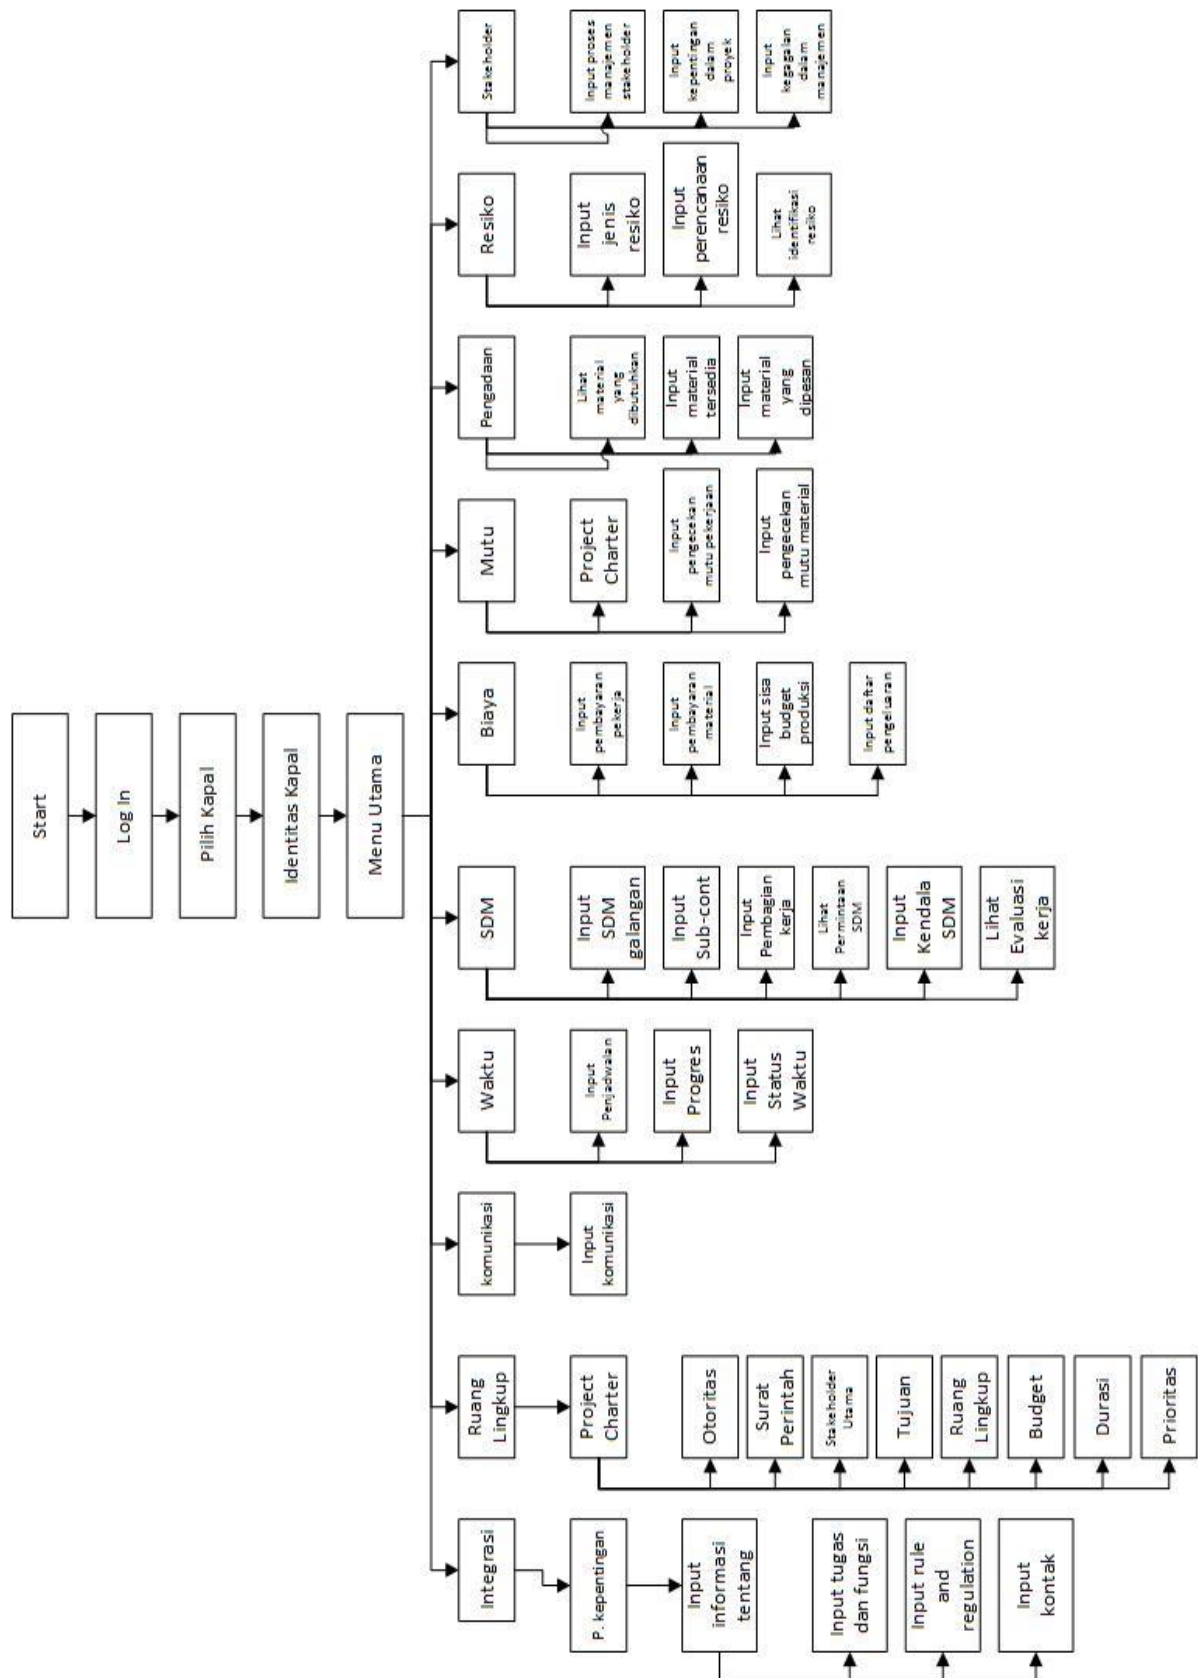 Start
Log In
Pilih Kapal
Identitas Kapal
Menu Utama
Integrasi
P. kepentingan
Input
informasi
tentang
Input tugas
dan fungsi
Input rule
and
regulation
Input
kontak
Ruang
Lingkup
Project
Charter
Otoritas
Surat
Perintah
Stakeholder
Utama
Tujuan
Ruang
Lingkup
Budget
Durasi
Prioritas
komunikasi
Input
komunikasi
Waktu
Input
Penjadwalan
Input
Progres
Input
Status
Waktu
SDM
Input
SDM
galangan
Input
Sub-cont
Input
Pembagian
kerja
Lihat
Permintaan
SDM
Input
Kendala
SDM
Lihat
Evaluasi
kerja
Biaya
Input
pembayaran
pekerja
Input
pembayaran
material
Input sisa
budget
produksi
Input daftar
pengeluaran
Mutu
Project
Charter
Input
pengecekan
mutu pekerjaan
Input
pengecekan
mutu material
Pengadaan
Lihat
material
yang
dibutuhkan
Input
material
tersedia
Input
material
yang
dipesan
Resiko
Input
jenis
resiko
Input
perencanaan
resiko
Lihat
identifikasi
resiko
Stakeholder
Input proses
manajemen
stakeholder
Input
kepentingan
dalam
proyek
Input
kegagalan
dalam
manajemen